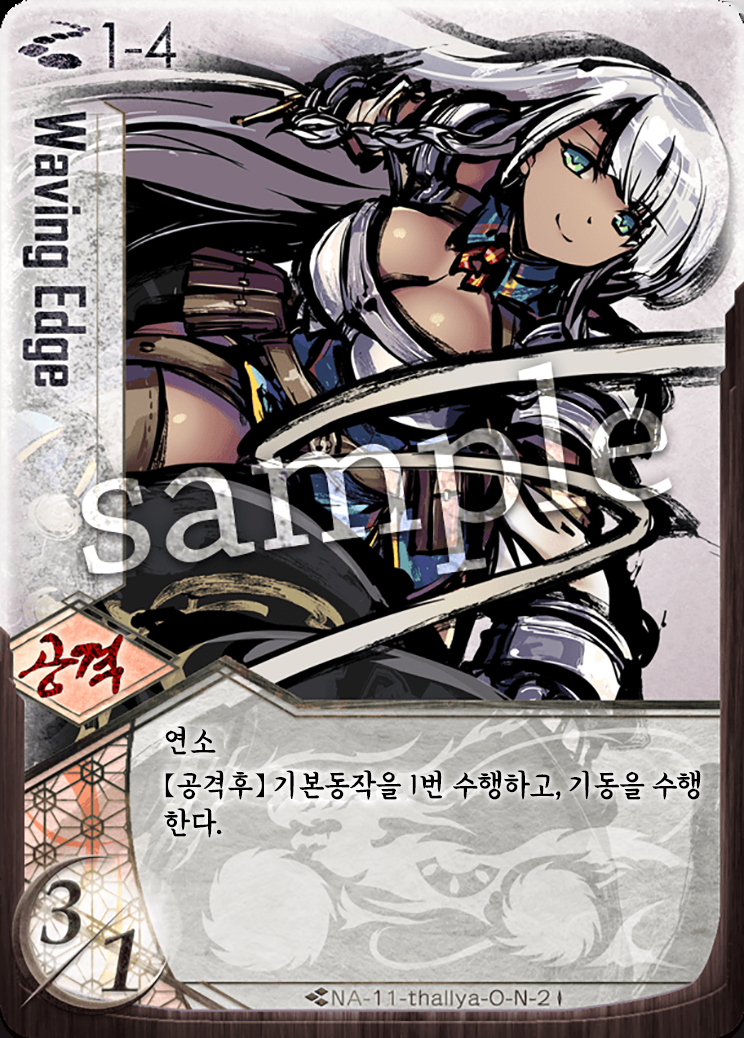 1-4
Waving Edge
sample
공격
연소
【공격후】 기본동작을 1번 수행하고, 기동을 수행
한다.
3/1
NA-11-thallya-O-N-2